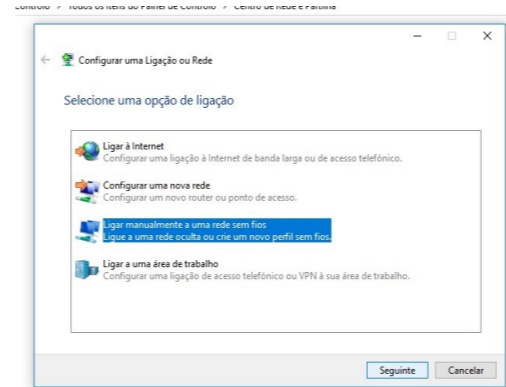 Controlo > Todos os Itens do Painel de Controlo > Centro de Rede e Partilha
Configurar uma Ligação ou Rede
Selecione uma opção de ligação
Ligar à Internet
Configurar uma ligação à Internet de banda larga ou de acesso telefónico.
Configurar uma nova rede
Configurar um novo router ou ponto de acesso.
Ligar manualmente a uma rede sem fios
Ligue a uma rede oculta ou crie um novo perfil sem fios.
Ligar a uma área de trabalho
Configurar uma ligação de acesso telefónico ou VPN à sua área de trabalho.
Seguinte
Cancelar